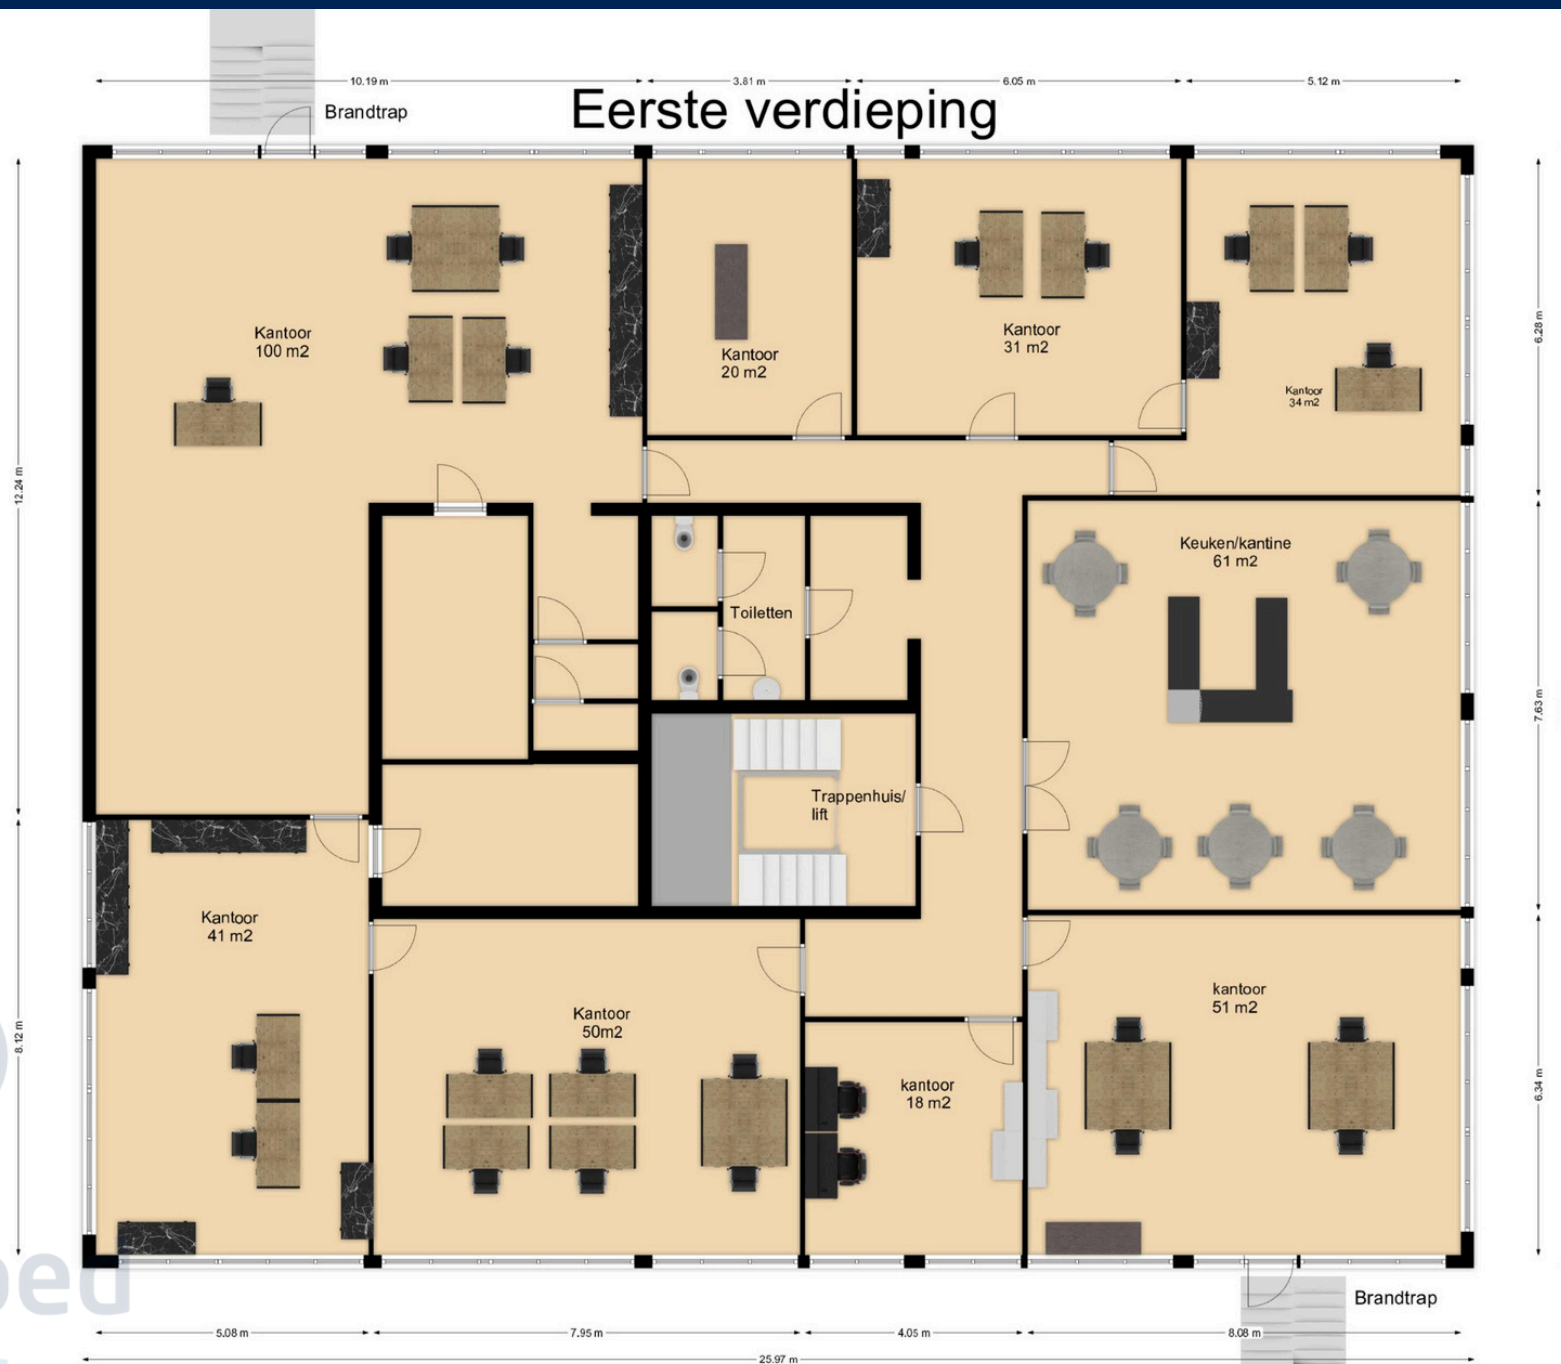 10.19 m
3.81 m
6.05 m
5.12 m
Brandtrap
Eerste verdieping
Kantoor
100 m2
Kantoor
20 m2
Kantoor
31 m2
Kantoor
34 m2
6.28 m
12.24 m
Keuken/kantine
61 m2
Toiletten
7.63 m
Trappenhuis/
lift
Kantoor
41 m2
Kantoor
50m2
kantoor
18 m2
kantoor
51 m2
8.12 m
6.34 m
oed
Brandtrap
5.08 m
7.95 m
4.05 m
8.08 m
25.97 m